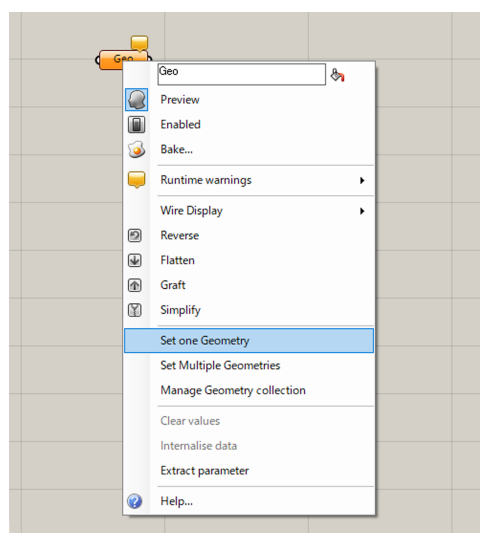 Geo
Geo
Preview
Enabled
Bake...
Runtime warnings
Wire Display
Reverse
Flatten
Graft
Simplify
Set one Geometry
Set Multiple Geometries
Manage Geometry collection
Clear values
Internalise data
Extract parameter
Help...